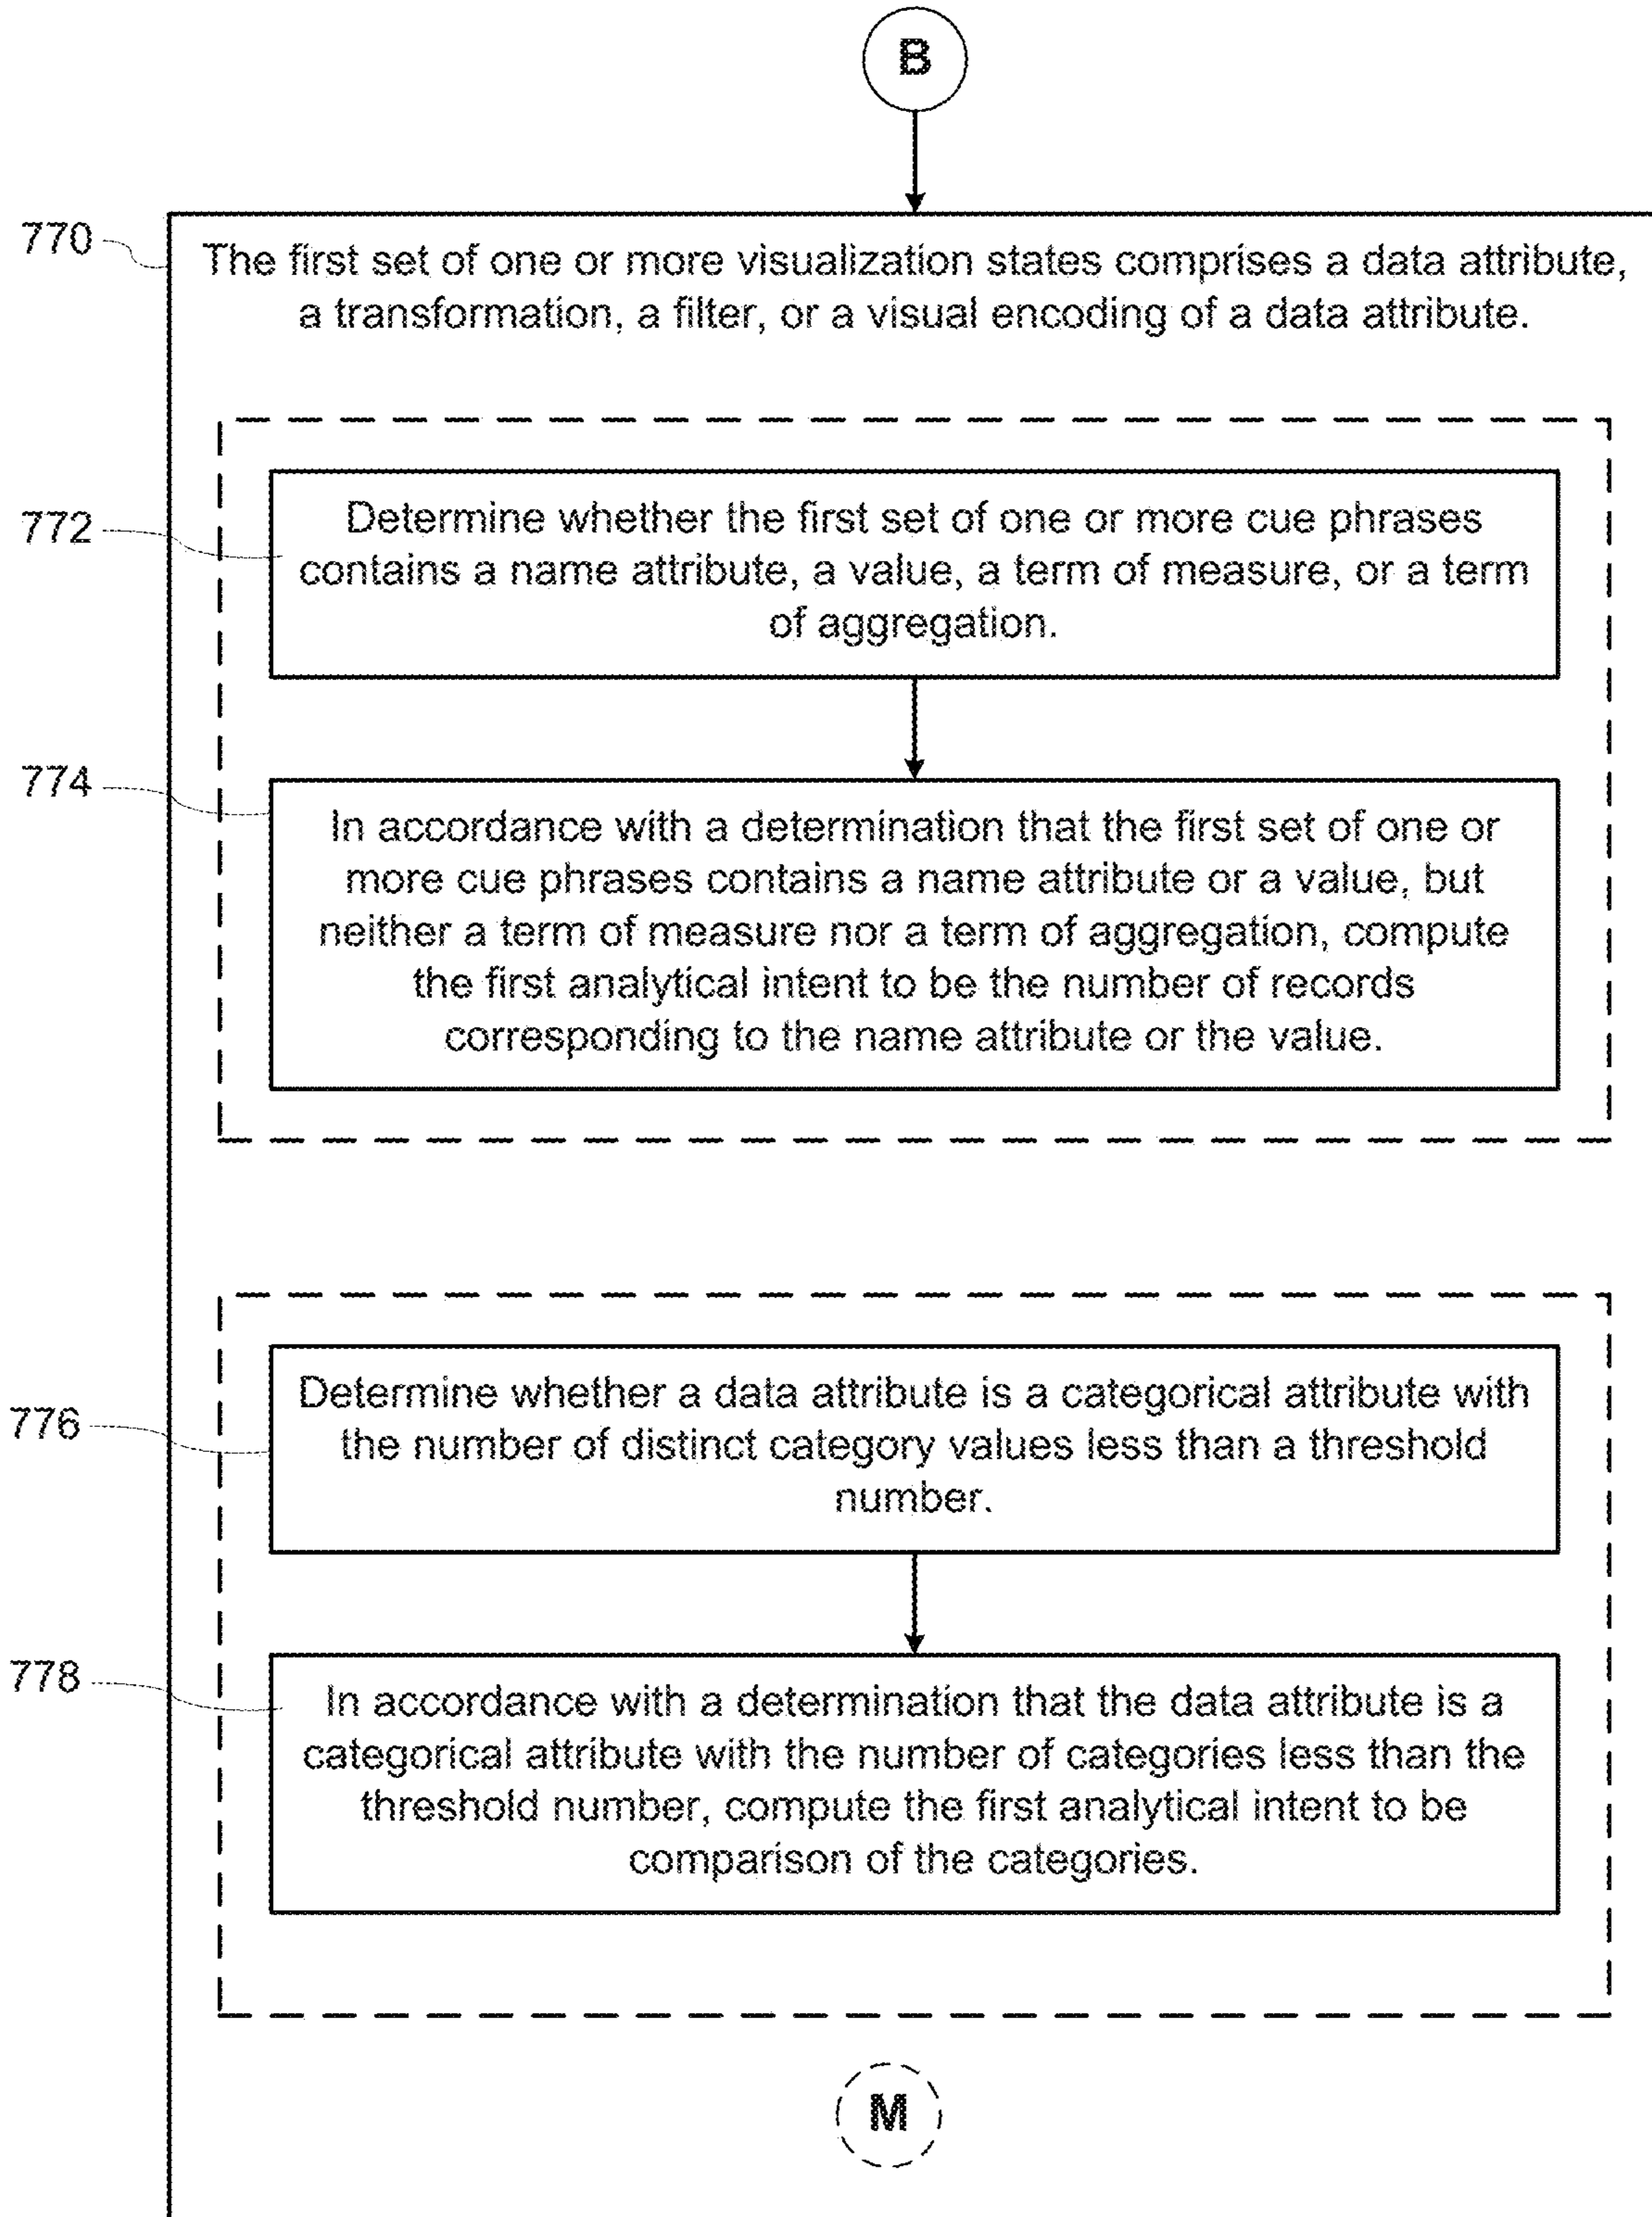 B
770
The first set of one or more visualization states comprises a data attribute,
a transformation, a filter, or a visual encoding of a data attribute.
772
Determine whether the first set of one or more cue phrases
contains a name attribute, a value, a term of measure, or a term
of aggregation.
774
In accordance with a determination that the first set of one or
more cue phrases contains a name attribute or a value, but
neither a term of measure nor a term of aggregation, compute
the first analytical intent to be the number of records
corresponding to the name attribute or the value.
776
Determine whether a data attribute is a categorical attribute with
the number of distinct category values less than a threshold
number.
778
In accordance with a determination that the data attribute is a
categorical attribute with the number of categories less than the
threshold number, compute the first analytical intent to be
comparison of the categories.
M